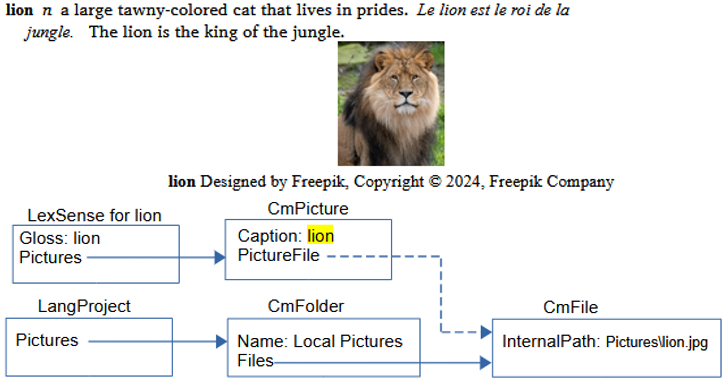 lion n a large tawny-colored cat that lives in prides. Le lion est le roi de la
jungle. The lion is the king of the jungle.
lion Designed by Freepik, Copyright © 2024, Freepik Company
LexSense for lion
Gloss: lion
Pictures
CmPicture
Caption: lion
PictureFile
LangProject
Pictures
CmFolder
Name: Local Pictures
Files
CmFile
InternalPath: Pictures\lion.jpg